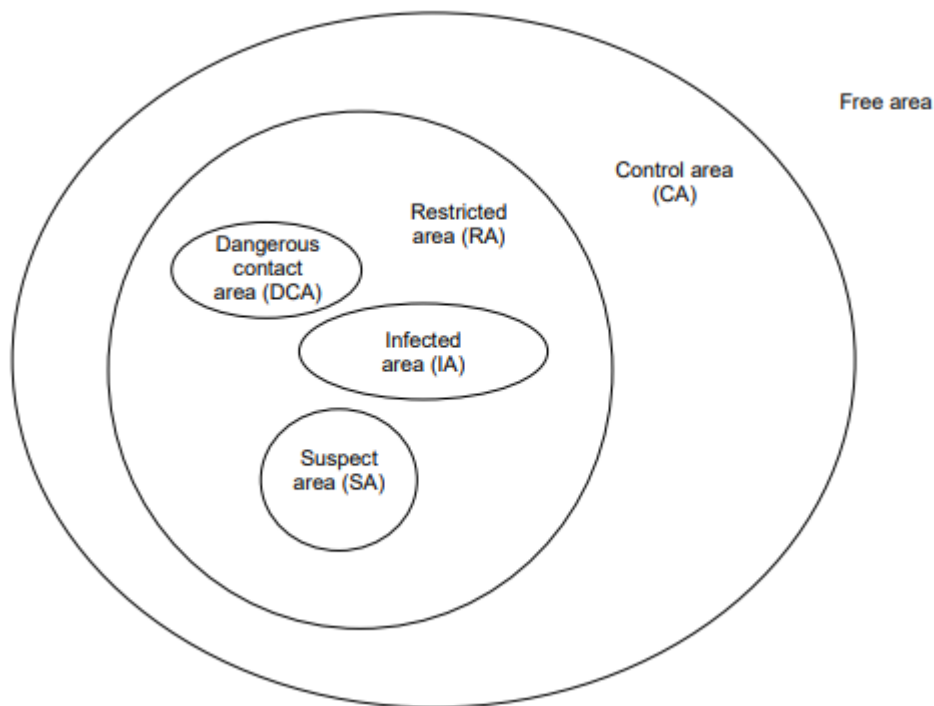 Free area
Control area
(CA)
Restricted
area (RA)
Dangerous
contact
area (DCA)
Infected
area (IA)
Suspect
area (SA)